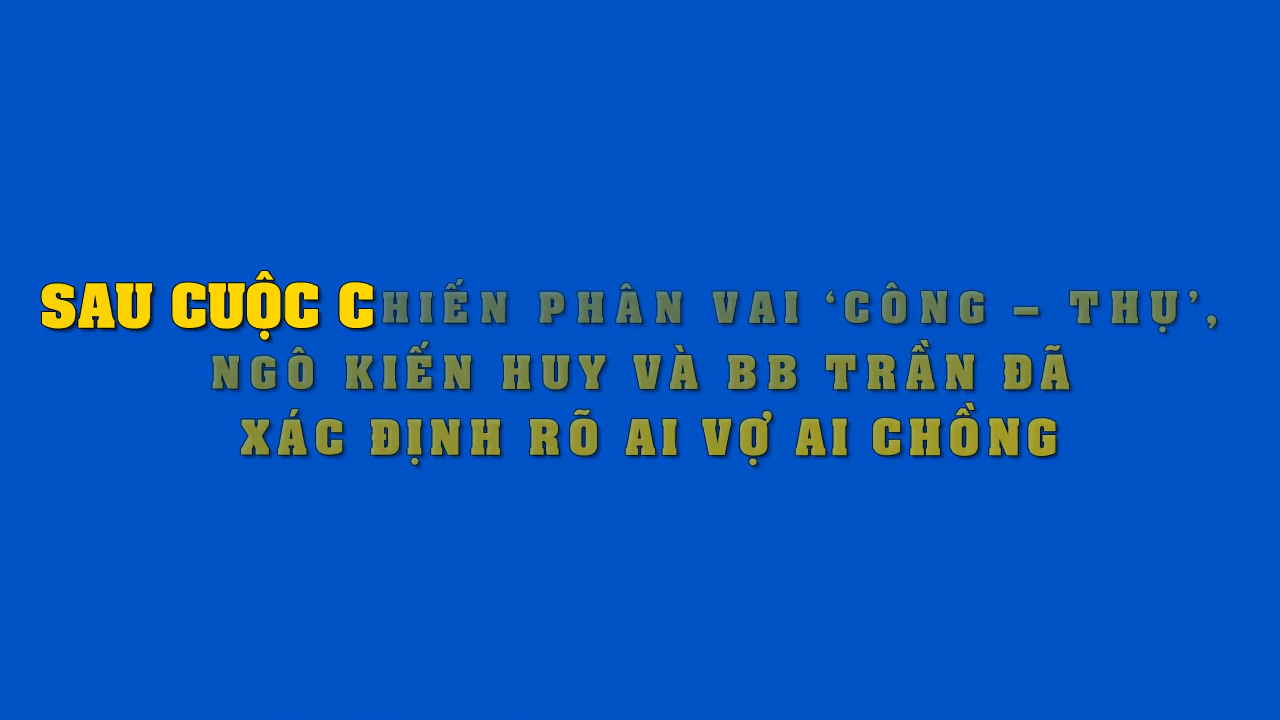 SAU CUỘC CHIẾN PHÂN VAI ‘CÔNG – THỤ’,
NGÔ KIẾN HUY VÀ BB TRẦN ĐÃ
XÁC ĐỊNH RÕ AI VỢ AI CHỒNG